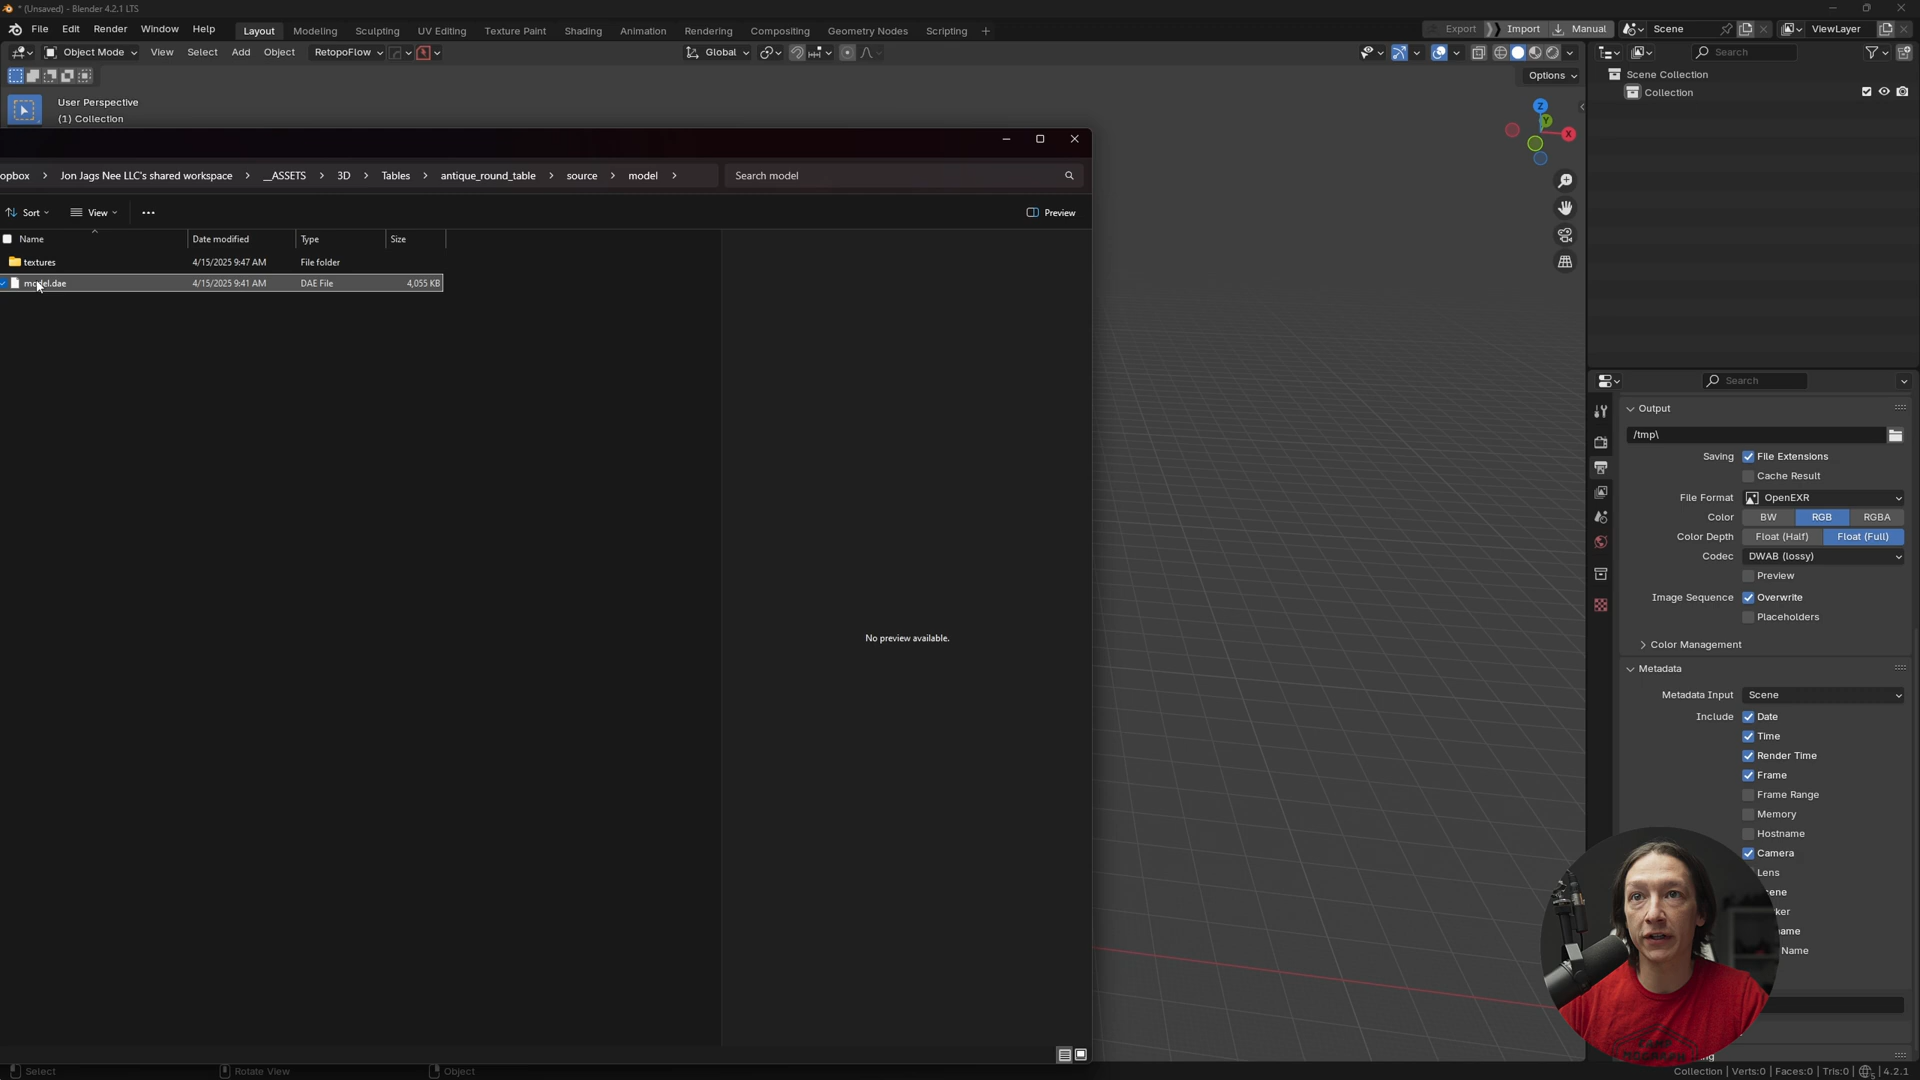 * (Unsaved) - Blender 4.2.1 LTS
File Edit Render Window Help Layout Modeling Sculpting UV Editing Texture Paint Shading Animation Rendering Compositing Geometry Nodes Scripting + Export Import Manual Scene ViewLayer
Object Mode View Select Add Object RetopoFlow Global Search
Options
User Perspective
(1) Collection
Scene Collection
Collection
Z
Y
X
opbox > Jon Jags Nee LLC's shared workspace > __ASSETS > 3D > Tables > antique_round_table > source > model > Search model
Sort View ... Preview
Name Date modified Type Size
textures 4/15/2025 9:47 AM File folder
model.dae 4/15/2025 9:41 AM DAE File 4,055 KB
No preview available.
Search
Output
/tmp\
Saving File Extensions
Cache Result
File Format OpenEXR
Color BW RGB RGBA
Color Depth Float (Half) Float (Full)
Codec DWAB (lossy)
Preview
Image Sequence Overwrite
Placeholders
Color Management
Metadata
Metadata Input Scene
Include Date
Time
Render Time
Frame
Frame Range
Memory
Hostname
Camera
Lens
ene
ker
ame
Name
Select Rotate View Object Collection | Verts:0 | Faces:0 | Tris:0 | 4.2.1